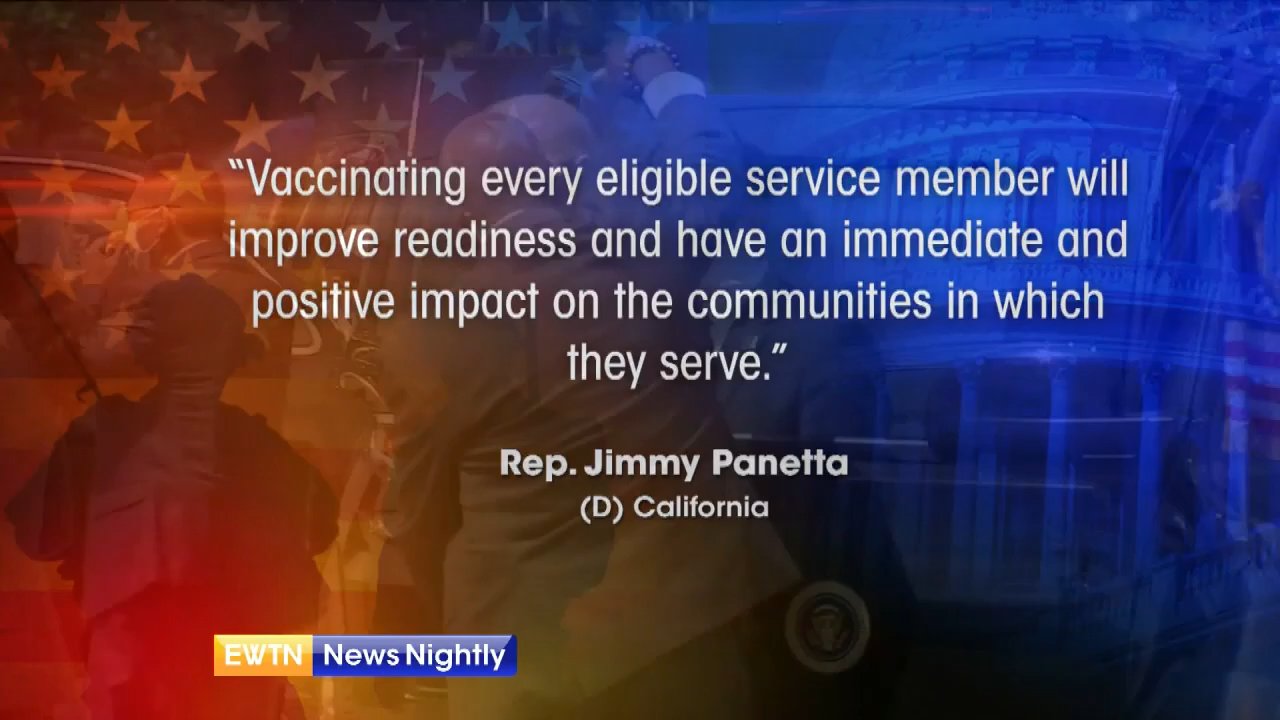 “Vaccinating every eligible service member will
improve readiness and have an immediate and
positive impact on the communities in which
they serve.”
Rep. Jimmy Panetta
(D) California
EWTN News Nightly